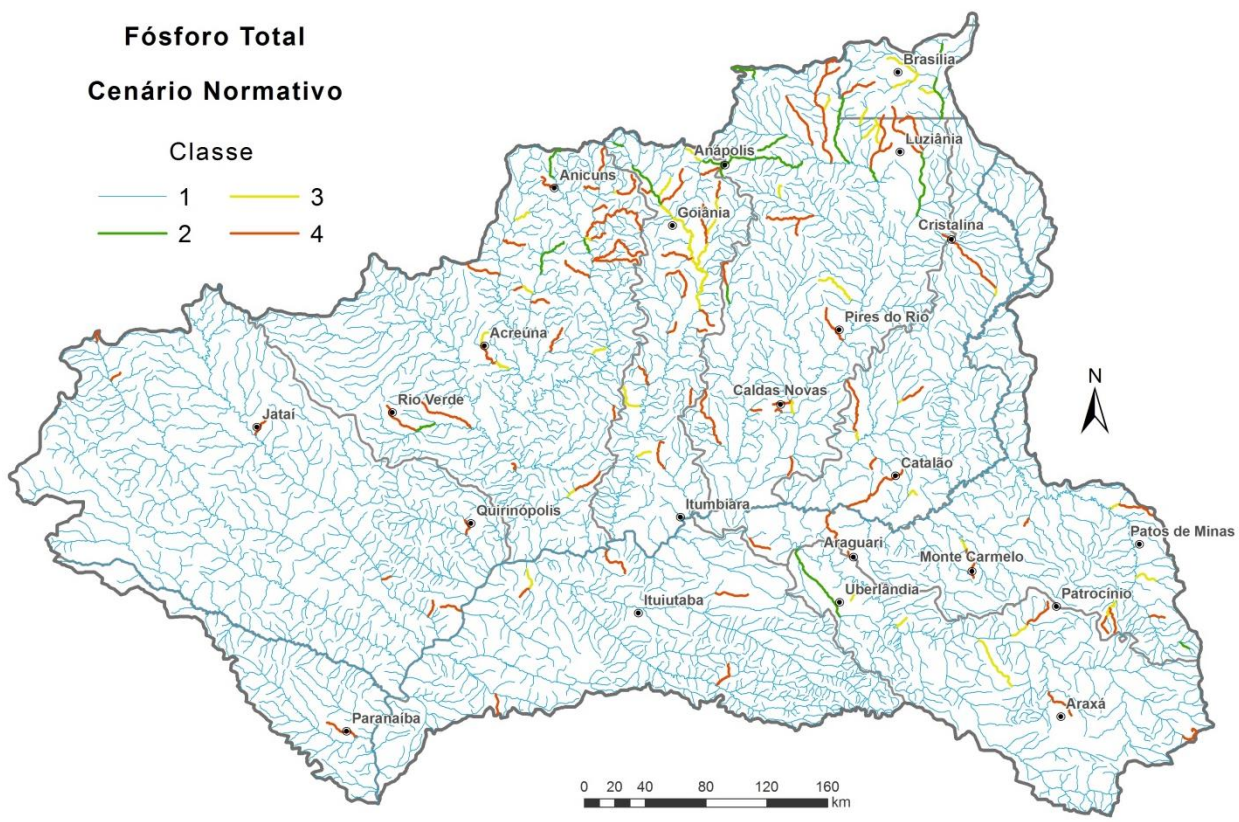 Fósforo Total
Cenário Normativo
Classe
1
3
2
4
Brasília
Luziânia
Anápolis
Anicuns
Goiânia
Cristalina
Pires do Rio
Acreúna
Caldas Novas
Rio Verde
Jataí
Catalão
Quirinópolis
Itumbiara
Araguari
Patos de Minas
Monte Carmelo
Uberlândia
Patrocínio
Ituiutaba
Araxá
Paranaíba
N
0 20 40 80 120 160
km